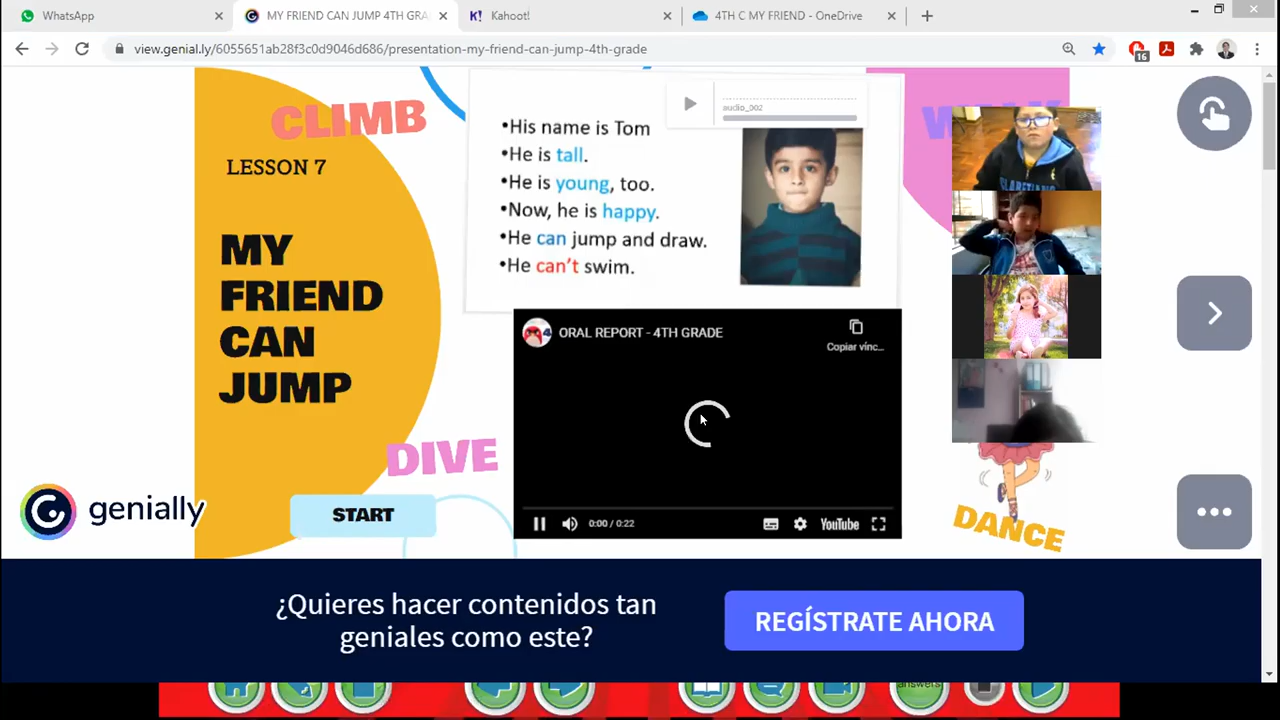 WhatsApp
MY FRIEND CAN JUMP 4TH GRA
Kahoot!
4TH C MY FRIEND - OneDrive
view.genial.ly/6055651ab28f3c0d9046d686/presentation-my-friend-can-jump-4th-grade
16
CLIMB
LESSON 7
MY
FRIEND
CAN
JUMP
DIVE
START
genially
audio_002
•His name is Tom
•He is tall.
•He is young, too.
•Now, he is happy.
•He can jump and draw.
•He can't swim.
ORAL REPORT - 4TH GRADE
Copiar vínc...
0:00 / 0:22
YouTube
CLARETIANO
DANCE
¿Quieres hacer contenidos tan
geniales como este?
REGÍSTRATE AHORA
answers